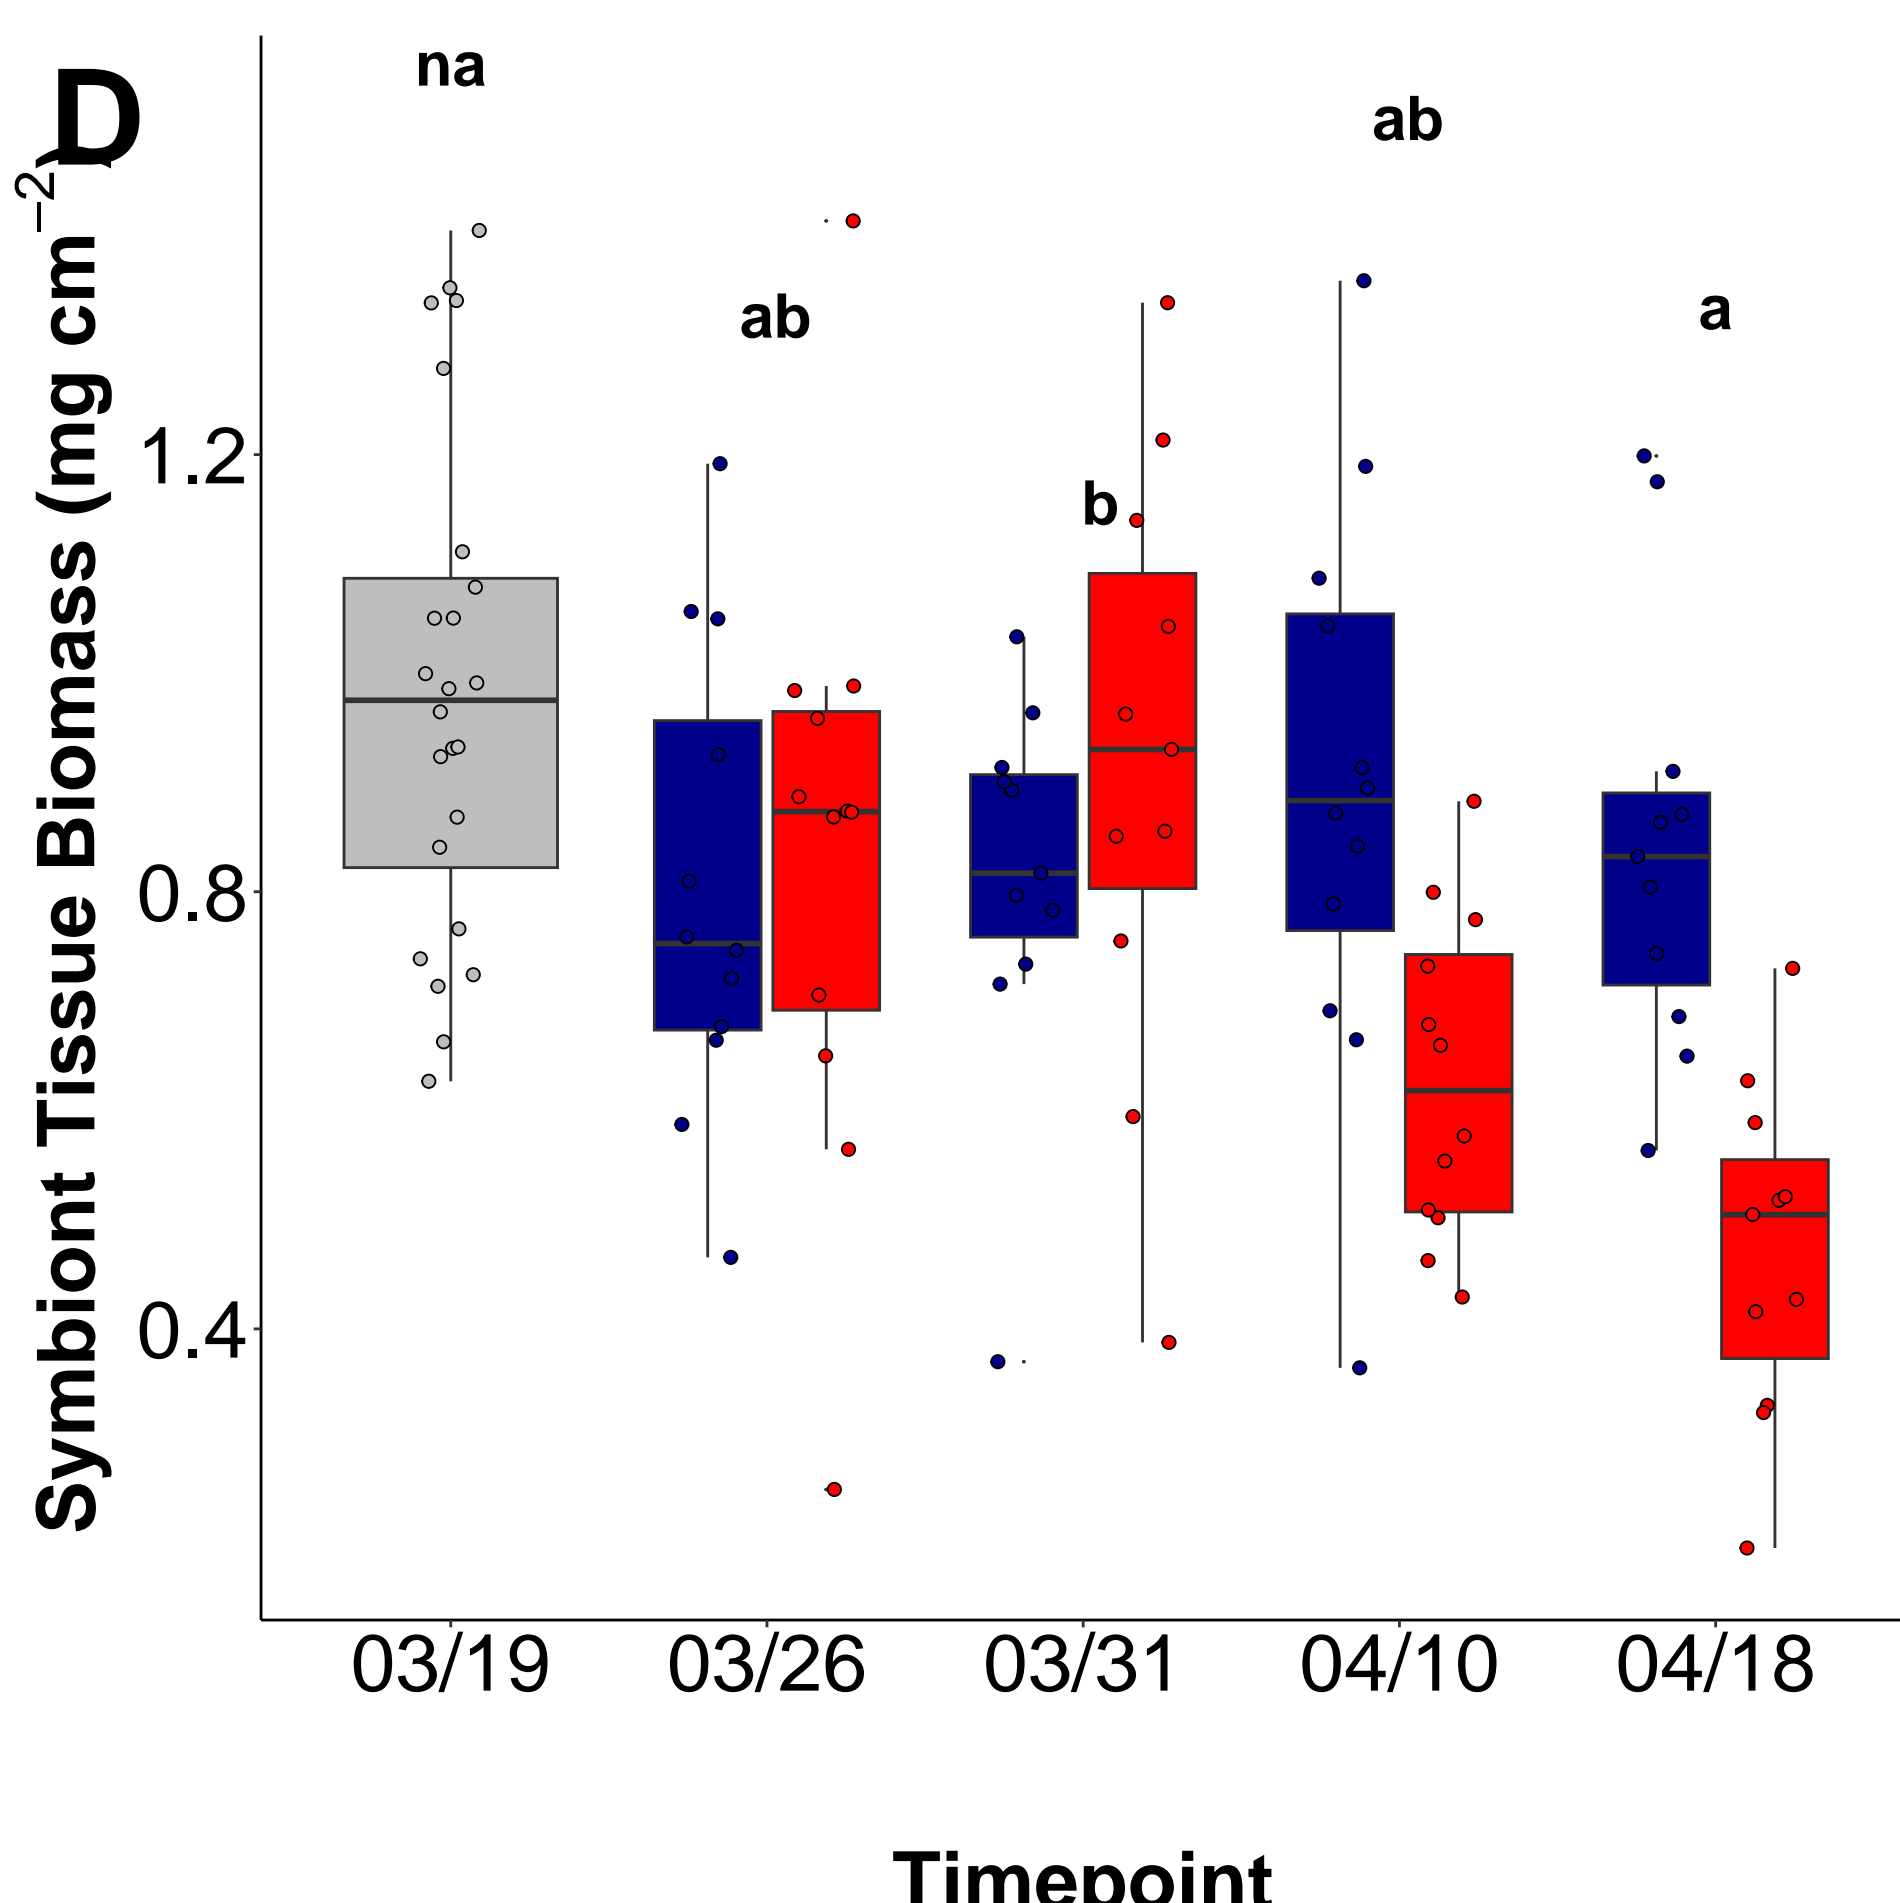 D
na
ab
b
ab
a
Symbiont Tissue Biomass (mg cm⁻²)
1.2
0.8
0.4
03/19 03/26 03/31 04/10 04/18
Timepoint